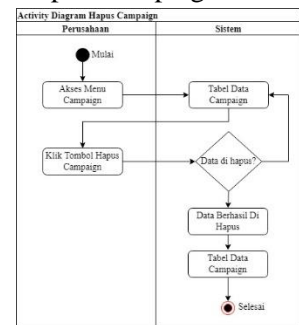 Activity Diagram Hapus Campaign
Perusahaan
Sistem
Mulai
Akses Menu
Campaign
Tabel Data
Campaign
Klik Tombol Hapus
Campaign
Data di hapus?
Data Berhasil Di
Hapus
Tabel Data
Campaign
Selesai